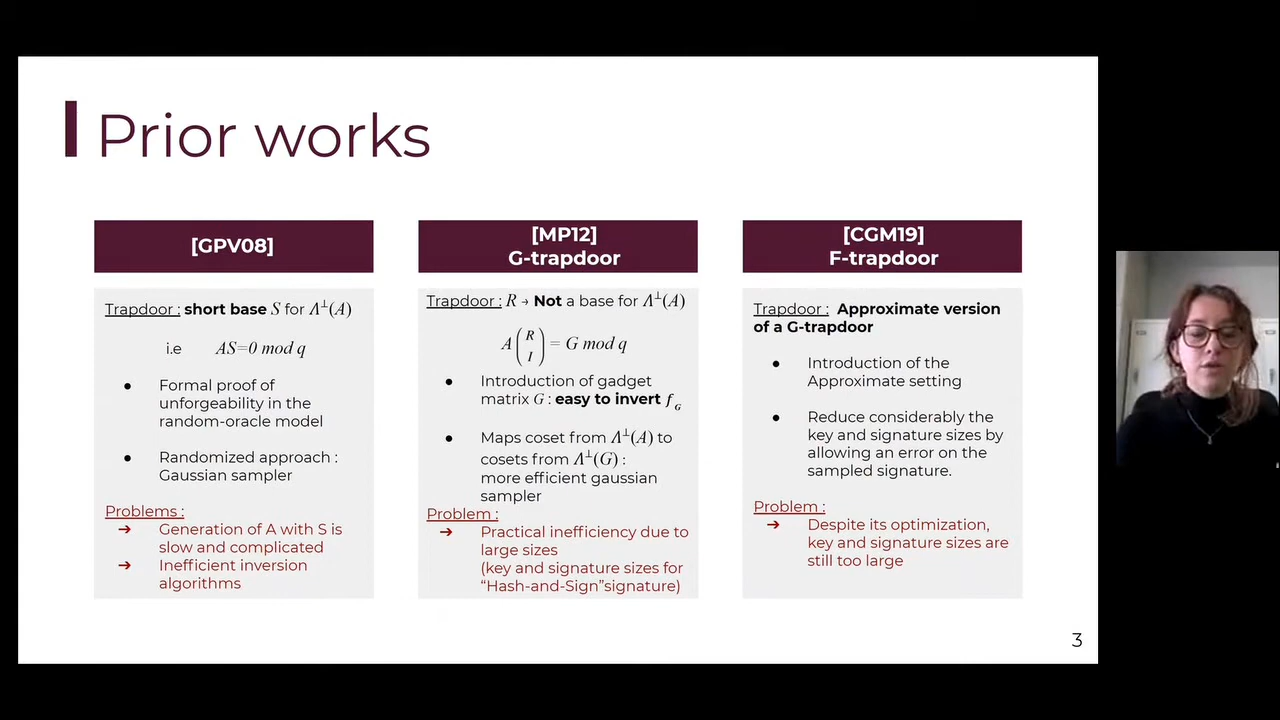 Prior works
[GPV08]
Trapdoor : short base S for Λ⊥(A)
i.e AS=0 mod q
● Formal proof of
unforgeability in the
random-oracle model
● Randomized approach :
Gaussian sampler
Problems :
➔ Generation of A with S is
slow and complicated
➔ Inefficient inversion
algorithms
[MP12]
G-trapdoor
Trapdoor : R → Not a base for Λ⊥(A)
A(R I) = G mod q
● Introduction of gadget
matrix G : easy to invert f_G
● Maps coset from Λ⊥(A) to
cosets from Λ⊥(G) :
more efficient gaussian
sampler
Problem :
➔ Practical inefficiency due to
large sizes
(key and signature sizes for
“Hash-and-Sign”signature)
[CGM19]
F-trapdoor
Trapdoor : Approximate version
of a G-trapdoor
● Introduction of the
Approximate setting
● Reduce considerably the
key and signature sizes by
allowing an error on the
sampled signature.
Problem :
➔ Despite its optimization,
key and signature sizes are
still too large
3